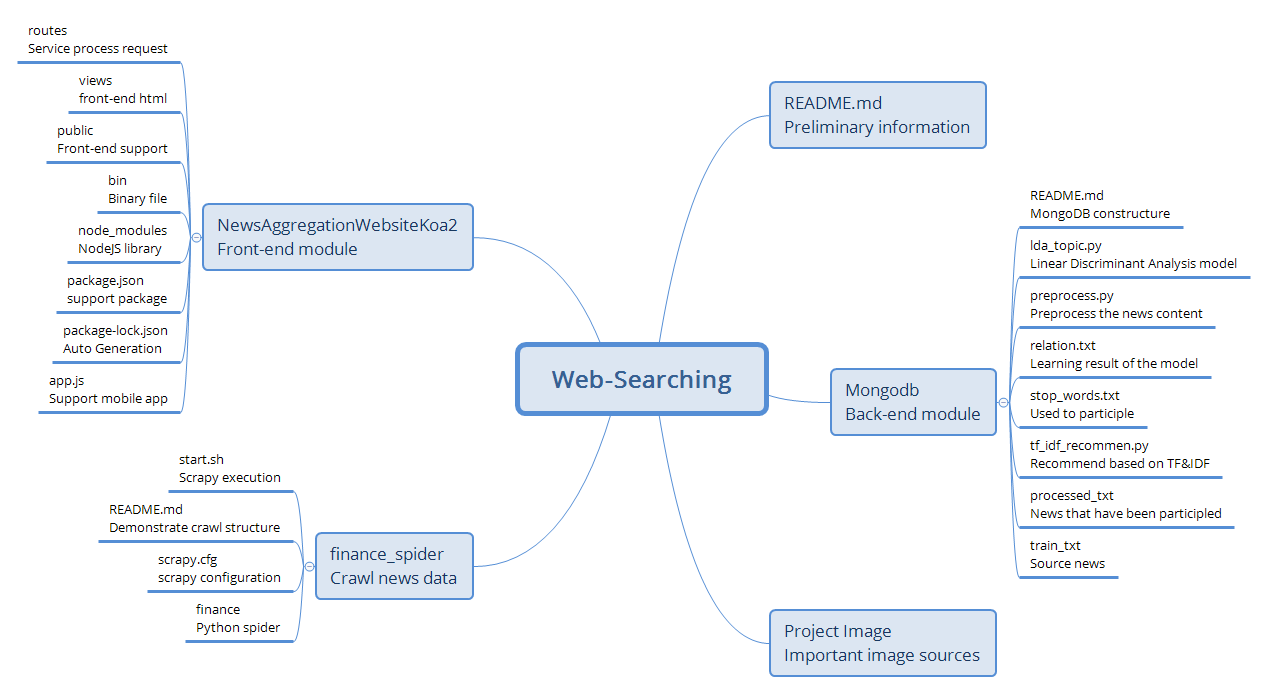 routes
Service process request
views
front-end html
public
Front-end support
bin
Binary file
node_modules
NodeJS library
package.json
support package
package-lock.json
Auto Generation
app.js
Support mobile app
NewsAggregationWebsiteKoa2
Front-end module
start.sh
Scrapy execution
README.md
Demonstrate crawl structure
scrapy.cfg
scrapy configuration
finance
Python spider
finance_spider
Crawl news data
Web-Searching
README.md
Preliminary information
Mongodb
Back-end module
README.md
MongoDB constructure
lda_topic.py
Linear Discriminant Analysis model
preprocess.py
Preprocess the news content
relation.txt
Learning result of the model
stop_words.txt
Used to participle
tf_idf_recommen.py
Recommend based on TF&IDF
processed_txt
News that have been participled
train_txt
Source news
Project Image
Important image sources